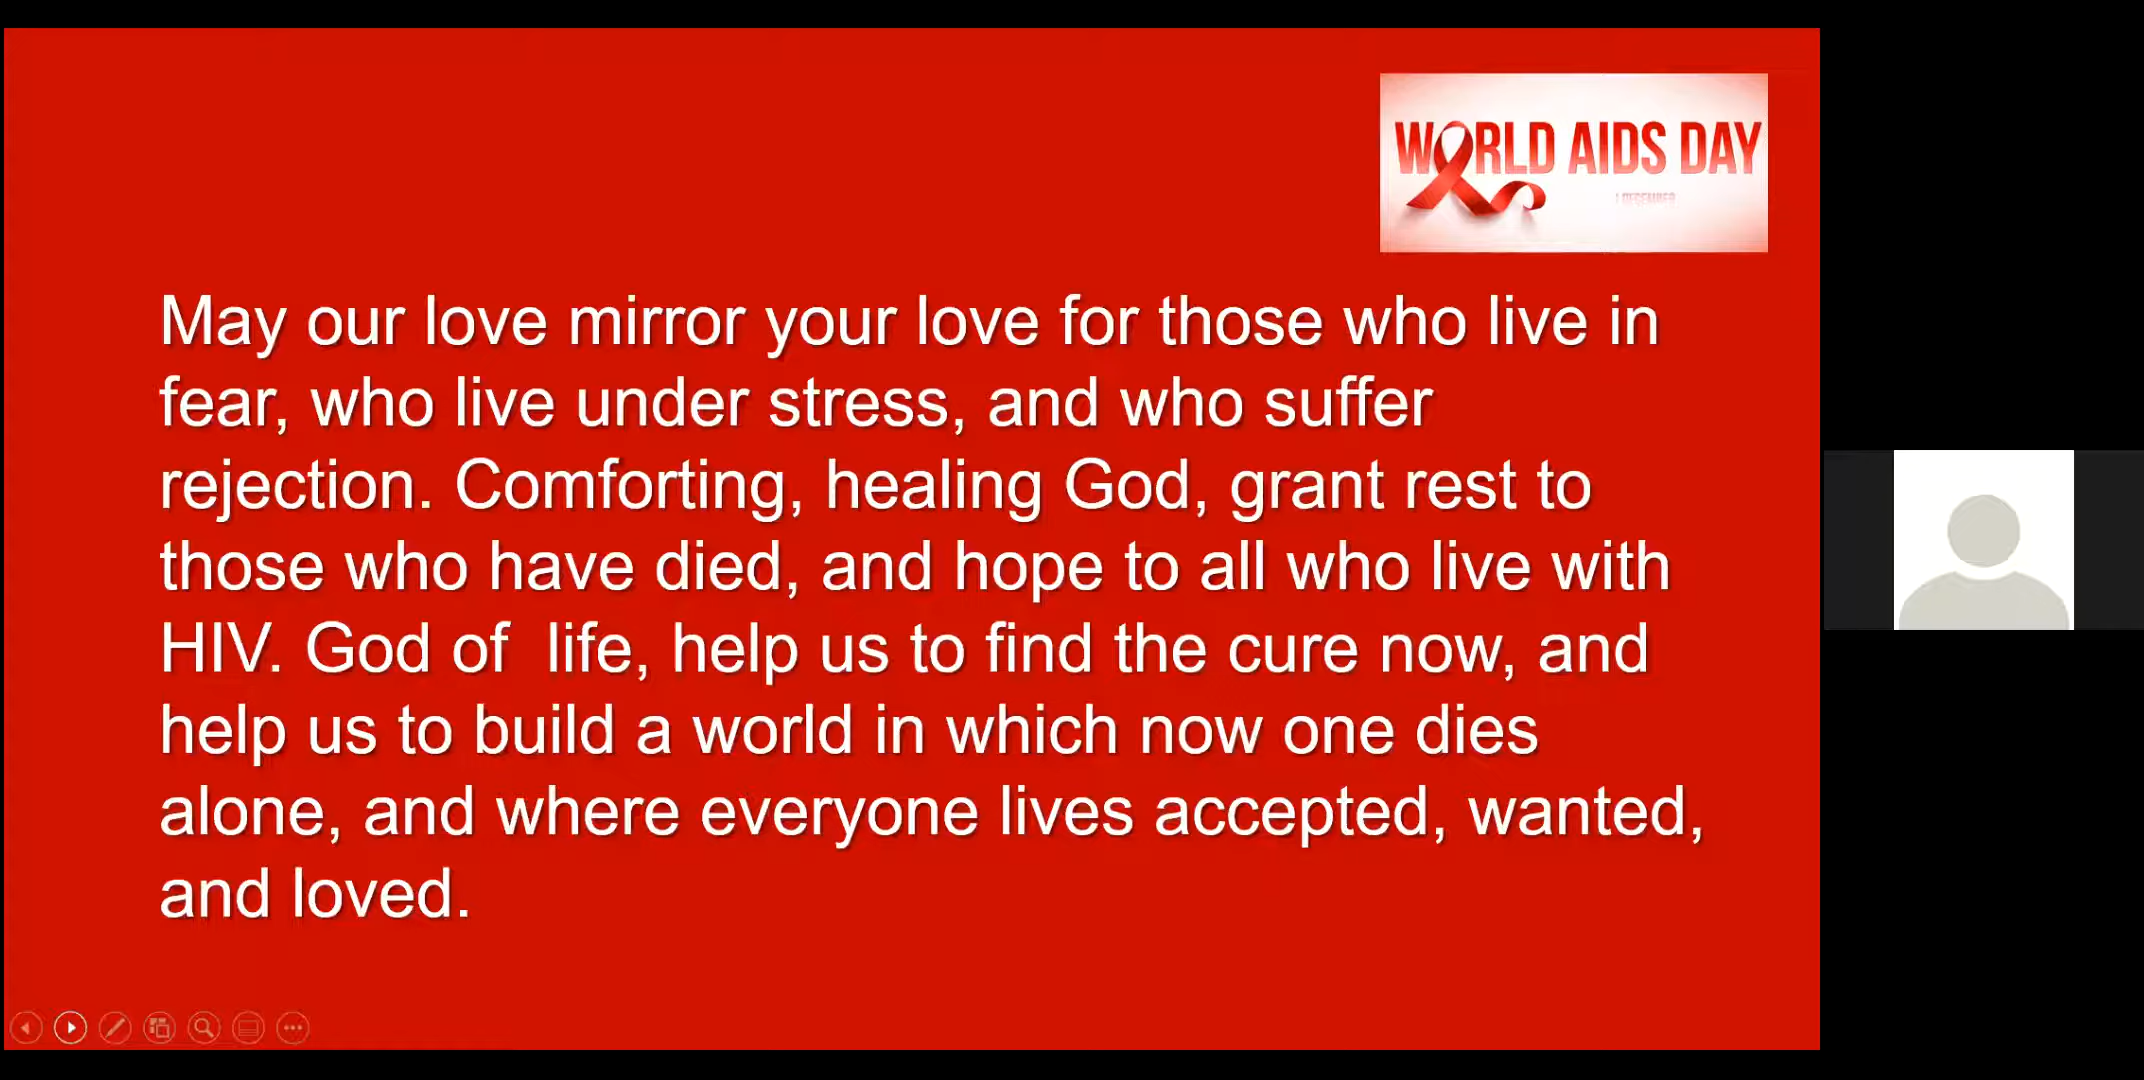 WORLD AIDS DAY
1 DECEMBER
May our love mirror your love for those who live in
fear, who live under stress, and who suffer
rejection. Comforting, healing God, grant rest to
those who have died, and hope to all who live with
HIV. God of  life, help us to find the cure now, and
help us to build a world in which now one dies
alone, and where everyone lives accepted, wanted,
and loved.